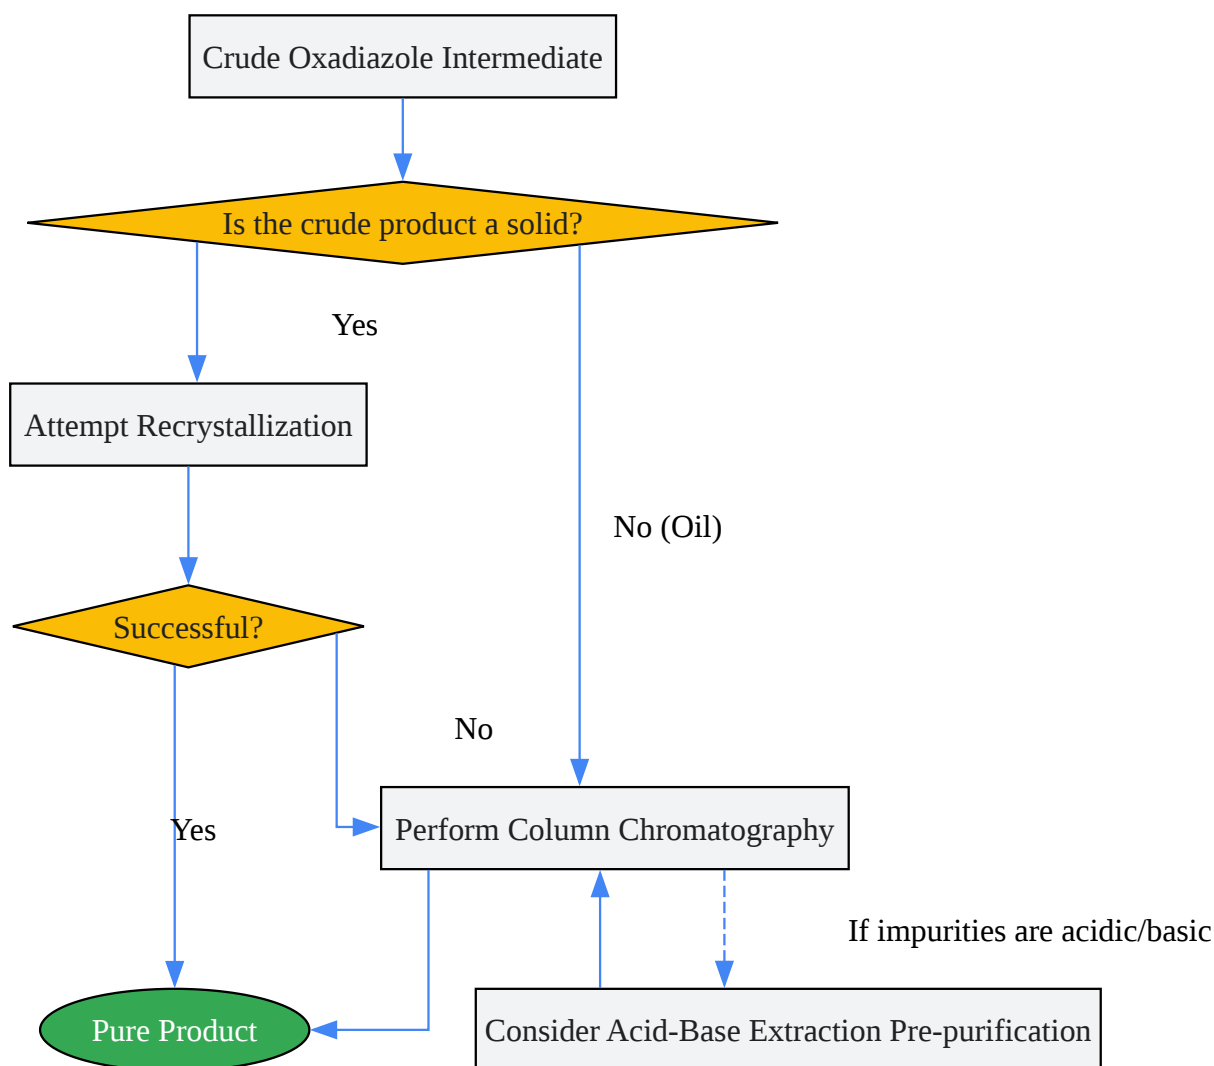 Crude Oxadiazole Intermediate
Is the crude product a solid?
Yes
Attempt Recrystallization
No (Oil)
Successful?
No
Yes
Perform Column Chromatography
If impurities are acidic/basic
Pure Product
Consider Acid-Base Extraction Pre-purification